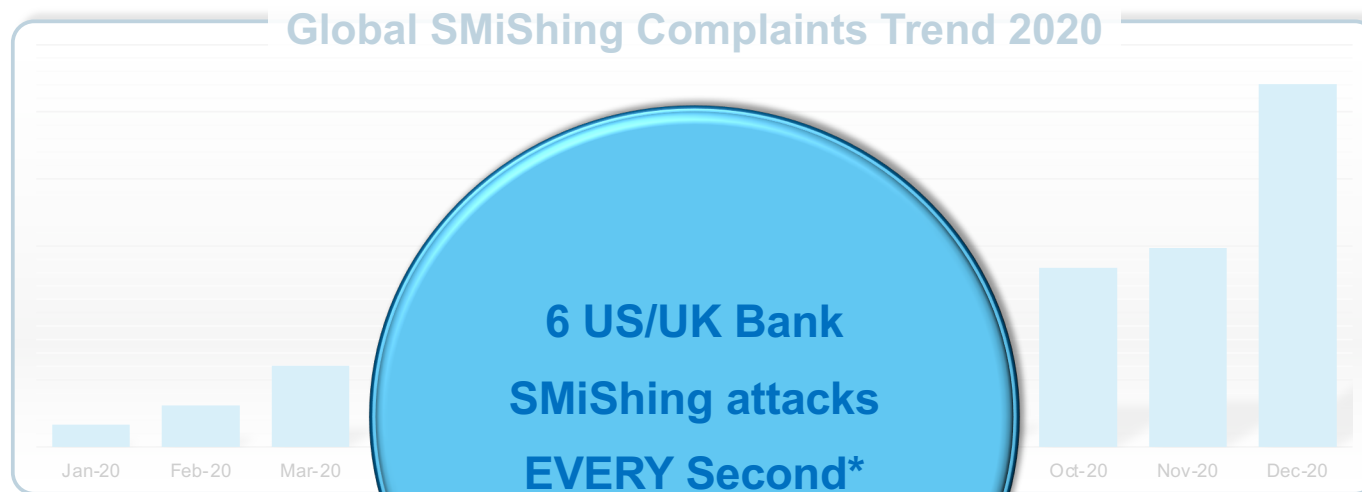 Global SMiShing Complaints Trend 2020
6 US/UK Bank
SMiShing attacks
EVERY Second*
Jan-20 Feb-20 Mar-20 Oct-20 Nov-20 Dec-20